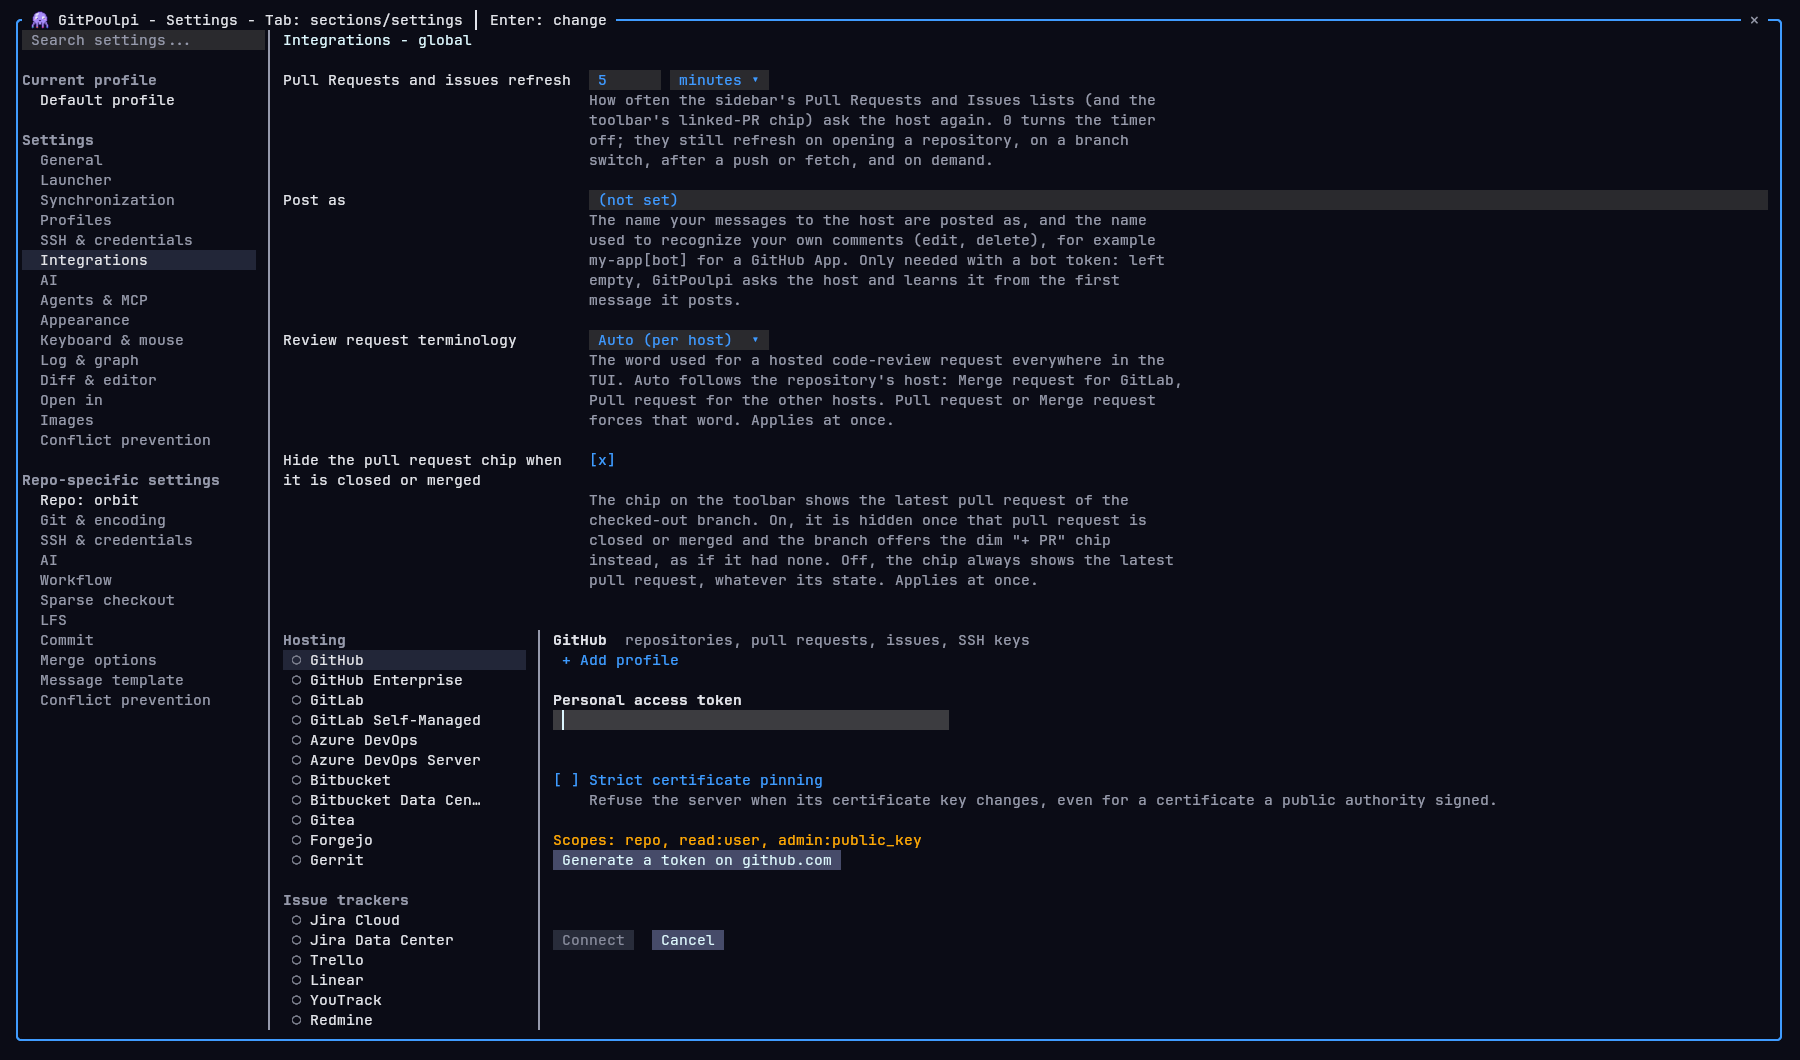 GitPoulpi - Settings - Tab: sections/settings │ Enter: change ×
Search settings...
Current profile
Default profile
Settings
General
Launcher
Synchronization
Profiles
SSH & credentials
Integrations
AI
Agents & MCP
Appearance
Keyboard & mouse
Log & graph
Diff & editor
Open in
Images
Conflict prevention
Repo-specific settings
Repo: orbit
Git & encoding
SSH & credentials
AI
Workflow
Sparse checkout
LFS
Commit
Merge options
Message template
Conflict prevention
Integrations - global
Pull Requests and issues refresh 5 minutes ▾
How often the sidebar's Pull Requests and Issues lists (and the
toolbar's linked-PR chip) ask the host again. 0 turns the timer
off; they still refresh on opening a repository, on a branch
switch, after a push or fetch, and on demand.
Post as (not set)
The name your messages to the host are posted as, and the name
used to recognize your own comments (edit, delete), for example
my-app[bot] for a GitHub App. Only needed with a bot token: left
empty, GitPoulpi asks the host and learns it from the first
message it posts.
Review request terminology Auto (per host) ▾
The word used for a hosted code-review request everywhere in the
TUI. Auto follows the repository's host: Merge request for GitLab,
Pull request for the other hosts. Pull request or Merge request
forces that word. Applies at once.
Hide the pull request chip when [x]
it is closed or merged
The chip on the toolbar shows the latest pull request of the
checked-out branch. On, it is hidden once that pull request is
closed or merged and the branch offers the dim "+ PR" chip
instead, as if it had none. Off, the chip always shows the latest
pull request, whatever its state. Applies at once.
Hosting
⬡ GitHub
⬡ GitHub Enterprise
⬡ GitLab
⬡ GitLab Self-Managed
⬡ Azure DevOps
⬡ Azure DevOps Server
⬡ Bitbucket
⬡ Bitbucket Data Cen…
⬡ Gitea
⬡ Forgejo
⬡ Gerrit
Issue trackers
⬡ Jira Cloud
⬡ Jira Data Center
⬡ Trello
⬡ Linear
⬡ YouTrack
⬡ Redmine
GitHub repositories, pull requests, issues, SSH keys
+ Add profile
Personal access token
[ ] Strict certificate pinning
Refuse the server when its certificate key changes, even for a certificate a public authority signed.
Scopes: repo, read:user, admin:public_key
Generate a token on github.com
Connect Cancel